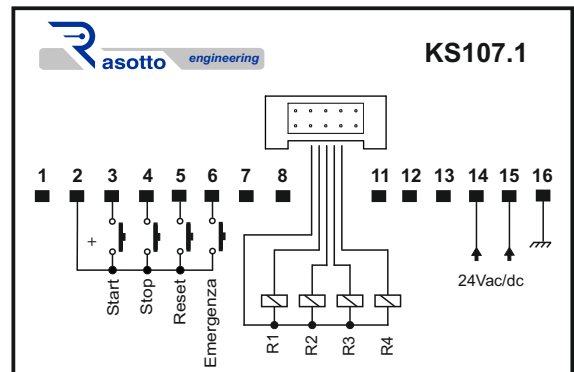 Rasotto engineering
KS107.1
1 2 3 4 5 6 7 8 11 12 13 14 15 16
+
24Vac/dc
Start
Stop
Reset
Emergenza
R1
R2
R3
R4